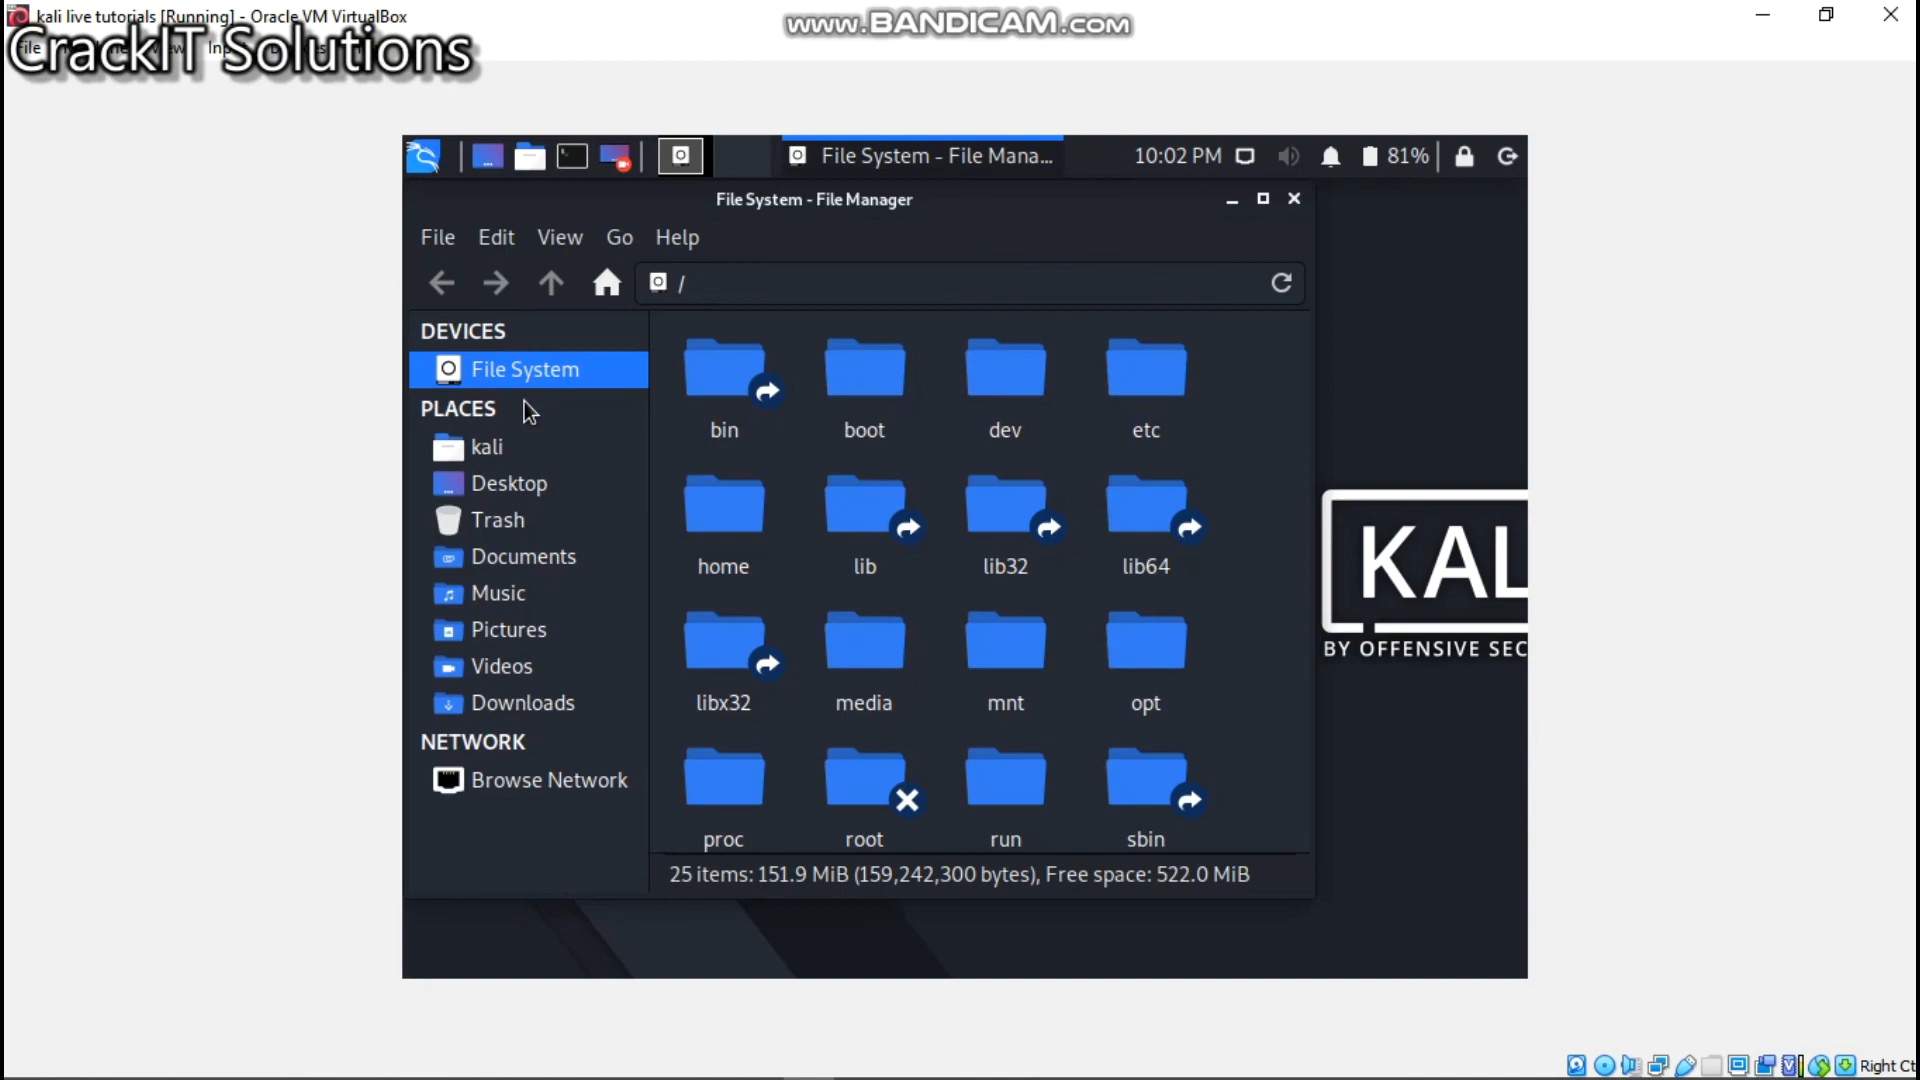 kali live tutorials [Running] - Oracle VM VirtualBox
www.BANDICAM.com
CrackIT Solutions
File System - File Mana...
10:02 PM
81%
File System - File Manager
File Edit View Go Help
/
DEVICES
File System
PLACES
kali
Desktop
Trash
Documents
Music
Pictures
Videos
Downloads
NETWORK
Browse Network
bin boot dev etc
home lib lib32 lib64
libx32 media mnt opt
proc root run sbin
25 items: 151.9 MiB (159,242,300 bytes), Free space: 522.0 MiB
KAL
BY OFFENSIVE SEC
Right Ct